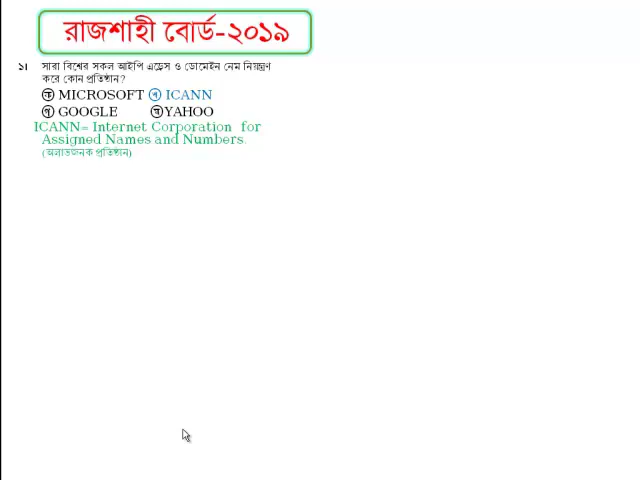 রাজশাহী বোর্ড-২০১৯
১। সারা বিশ্বের সকল আইপি এড্রেস ও ডোমেইন নেম নিয়ন্ত্রণ
করে কোন প্রতিষ্ঠান?
ক MICROSOFT খ ICANN
গ GOOGLE ঘ YAHOO
ICANN= Internet Corporation for
Assigned Names and Numbers.
(অলাভজনক প্রতিষ্ঠান)